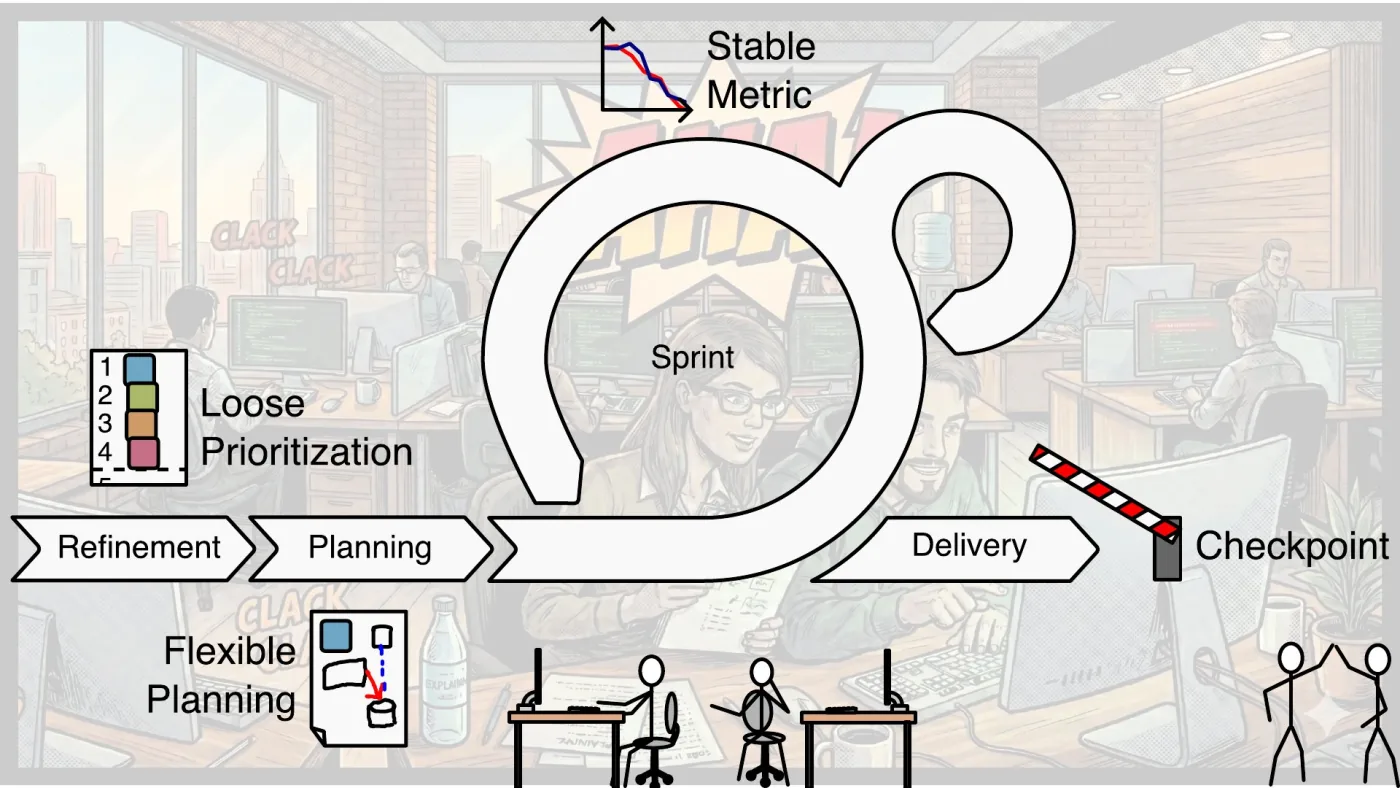 Stable
Metric
CLACK
CLACK
Sprint
1
2
3
4
Loose
Prioritization
Refinement
Planning
Delivery
Checkpoint
CLACK
Flexible
Planning